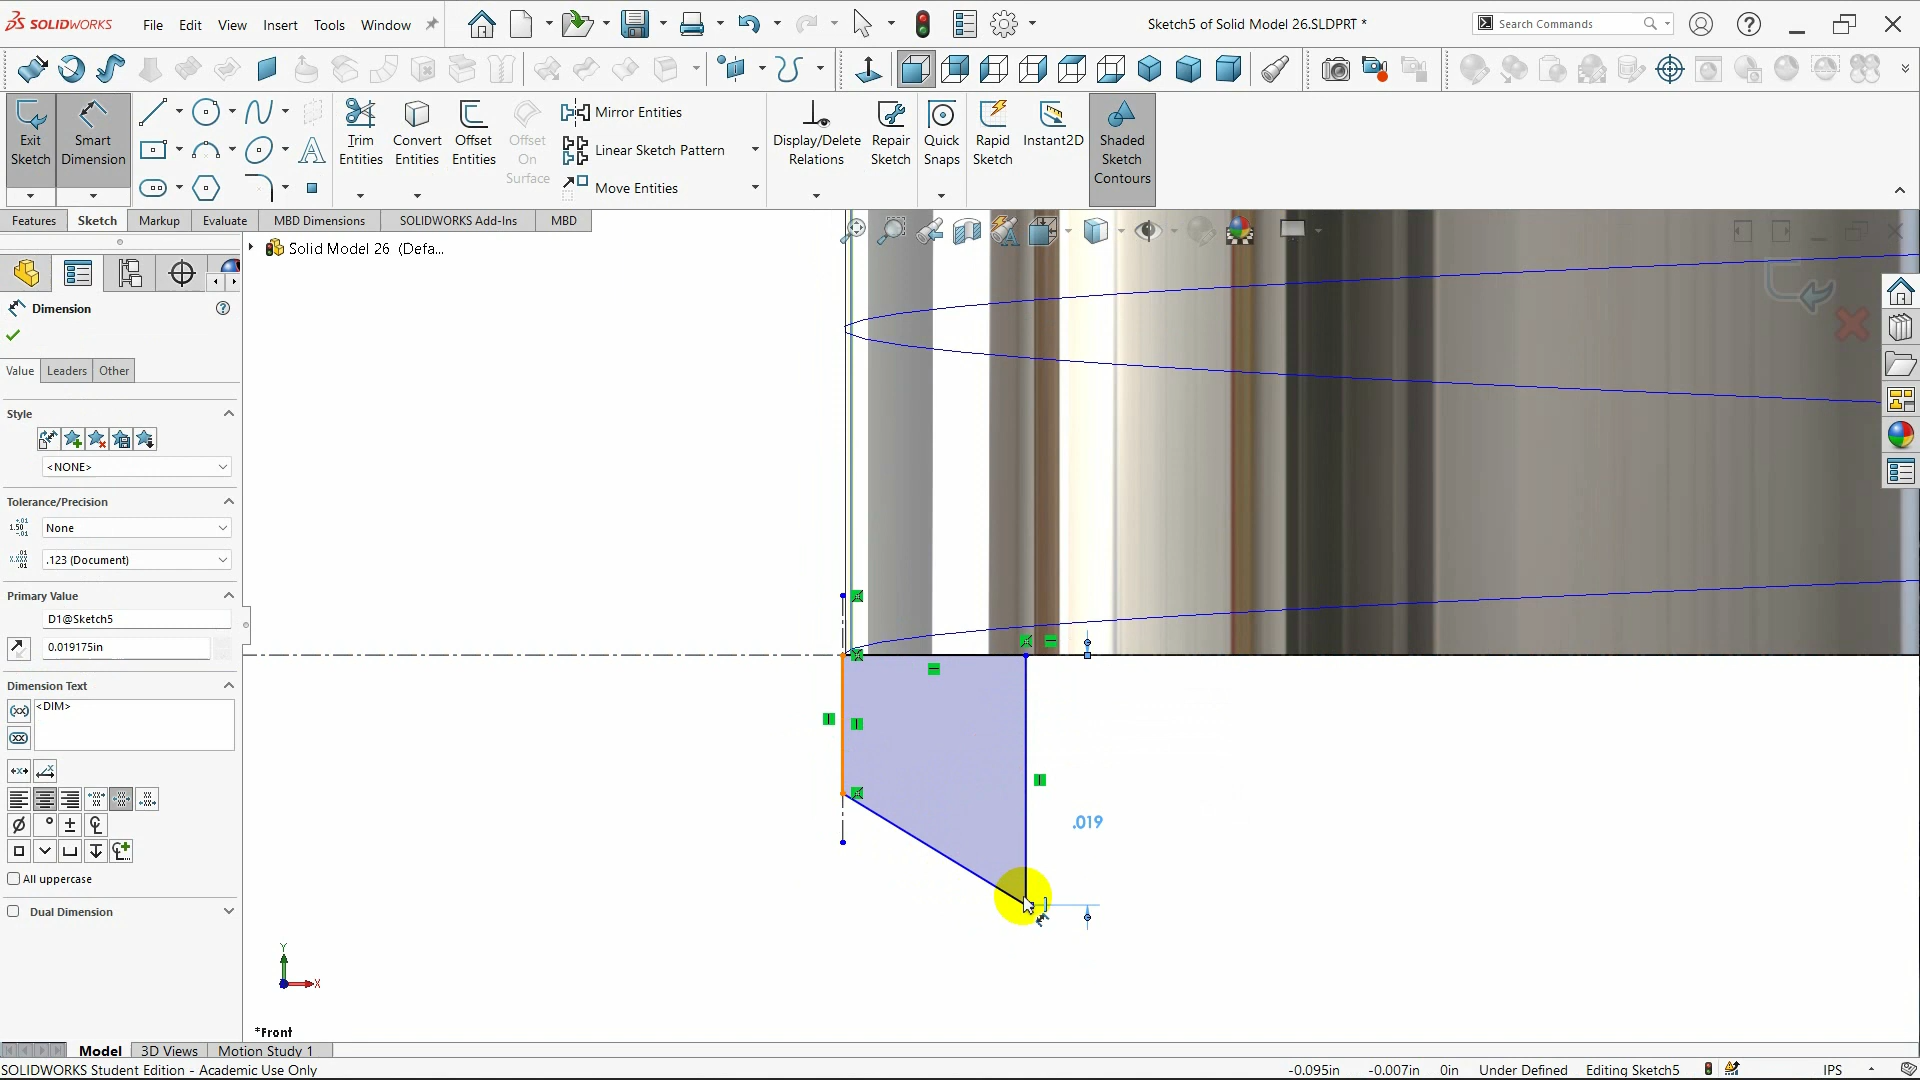 SOLIDWORKS
File Edit View Insert Tools Window
Sketch5 of Solid Model 26.SLDPRT *
Search Commands
Exit Sketch
Smart Dimension
Trim Entities
Convert Entities
Offset Entities
Offset On Surface
Mirror Entities
Linear Sketch Pattern
Move Entities
Display/Delete Relations
Repair Sketch
Quick Snaps
Rapid Sketch
Instant2D
Shaded Sketch Contours
Features Sketch Markup Evaluate MBD Dimensions SOLIDWORKS Add-Ins MBD
Solid Model 26 (Defa...
Dimension
Value Leaders Other
Style
<NONE>
Tolerance/Precision
None
.123 (Document)
Primary Value
D1@Sketch5
0.019175in
Dimension Text
<DIM>
All uppercase
Dual Dimension
.019
Y
X
*Front
Model 3D Views Motion Study 1
SOLIDWORKS Student Edition - Academic Use Only
-0.095in -0.007in 0in Under Defined Editing Sketch5 IPS